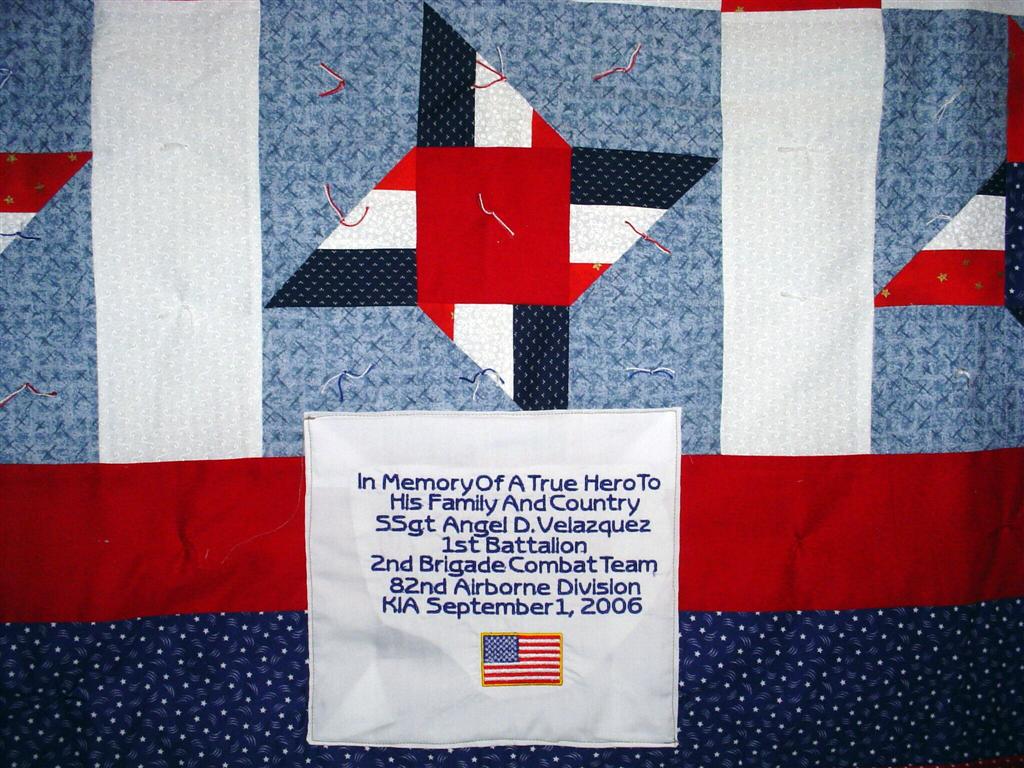 In Memory Of A True Hero To
His Family And Country
SSgt Angel D. Velazquez
1st Battalion
2nd Brigade Combat Team
82nd Airborne Division
KIA September 1, 2006